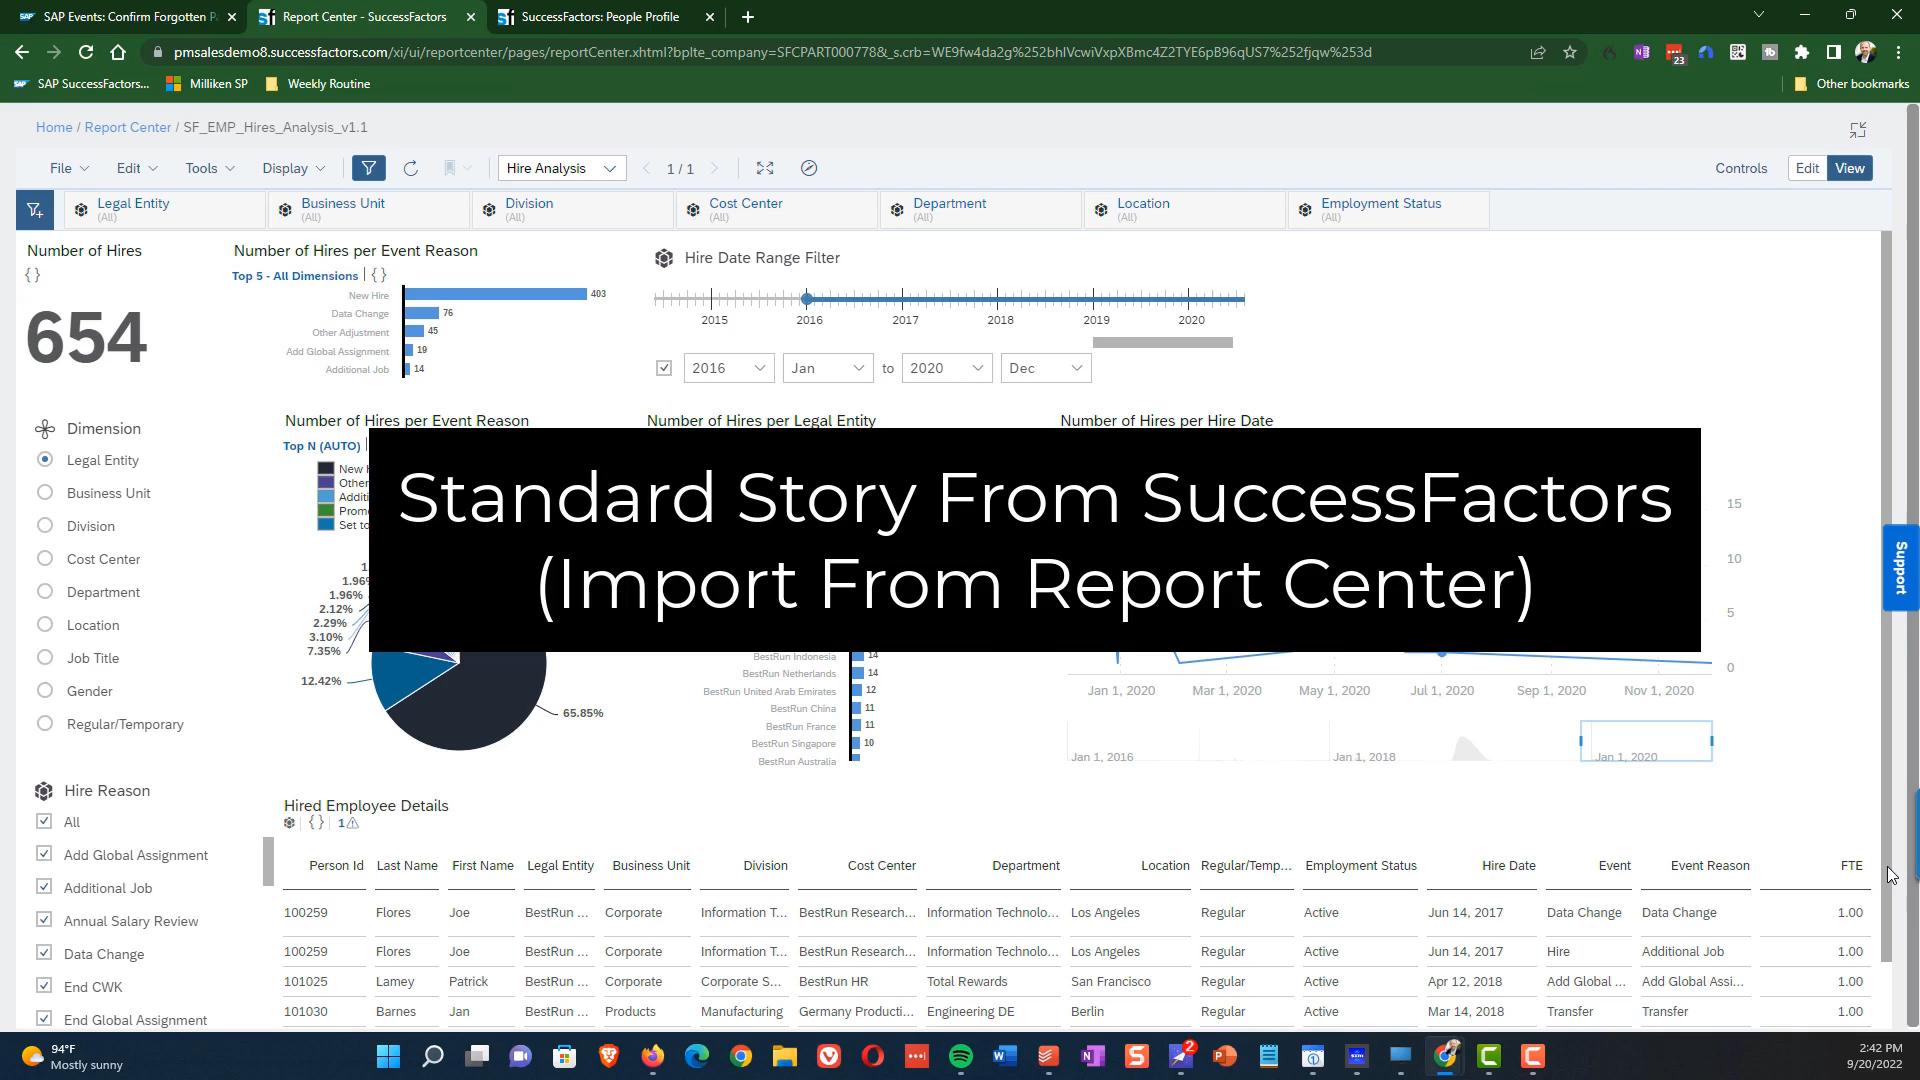 SAP Events: Confirm Forgotten P
Report Center - SuccessFactors
SuccessFactors: People Profile
pmsalesdemo8.successfactors.com/xi/ui/reportcenter/pages/reportCenter.xhtml?bplte_company=SFCPART000778&_s.crb=WE9fw4da2g%252bhlVcwiVxpXBmc4Z2TYE6pB96qUS7%252fjqw%253d
23
SAP SuccessFactors...
Milliken SP
Weekly Routine
Other bookmarks
Home / Report Center / SF_EMP_Hires_Analysis_v1.1
File Edit Tools Display Hire Analysis 1 / 1 Controls Edit View
Legal Entity
(All)
Business Unit
(All)
Division
(All)
Cost Center
(All)
Department
(All)
Location
(All)
Employment Status
(All)
Number of Hires
{ }
654
Number of Hires per Event Reason
Top 5 - All Dimensions | { }
New Hire 403
Data Change 76
Other Adjustment 45
Add Global Assignment 19
Additional Job 14
Hire Date Range Filter
2015 2016 2017 2018 2019 2020
2016 Jan to 2020 Dec
Dimension
Legal Entity
Business Unit
Division
Cost Center
Department
Location
Job Title
Gender
Regular/Temporary
Number of Hires per Event Reason
Top N (AUTO)
New H
Other
Additi
Prom
Set to
1.
1.96%
1.96%
2.12%
2.29%
3.10%
7.35%
12.42%
65.85%
Number of Hires per Legal Entity
BestRun Indonesia 14
BestRun Netherlands 14
BestRun United Arab Emirates 12
BestRun China 11
BestRun France 11
BestRun Singapore 10
BestRun Australia
Number of Hires per Hire Date
15
10
5
0
Jan 1, 2020 Mar 1, 2020 May 1, 2020 Jul 1, 2020 Sep 1, 2020 Nov 1, 2020
Jan 1, 2016 Jan 1, 2018 Jan 1, 2020
Standard Story From SuccessFactors
(Import From Report Center)
Support
Hire Reason
All
Add Global Assignment
Additional Job
Annual Salary Review
Data Change
End CWK
End Global Assignment
Hired Employee Details
{ } 1
Person Id Last Name First Name Legal Entity Business Unit Division Cost Center Department Location Regular/Temp... Employment Status Hire Date Event Event Reason FTE
100259 Flores Joe BestRun ... Corporate Information T... BestRun Research... Information Technolo... Los Angeles Regular Active Jun 14, 2017 Data Change Data Change 1.00
100259 Flores Joe BestRun ... Corporate Information T... BestRun Research... Information Technolo... Los Angeles Regular Active Jun 14, 2017 Hire Additional Job 1.00
101025 Lamey Patrick BestRun ... Corporate Corporate S... BestRun HR Total Rewards San Francisco Regular Active Apr 12, 2018 Add Global ... Add Global Assi... 1.00
101030 Barnes Jan BestRun ... Products Manufacturing Germany Producti... Engineering DE Berlin Regular Active Mar 14, 2018 Transfer Transfer 1.00
94°F
Mostly sunny
2
2:42 PM
9/20/2022